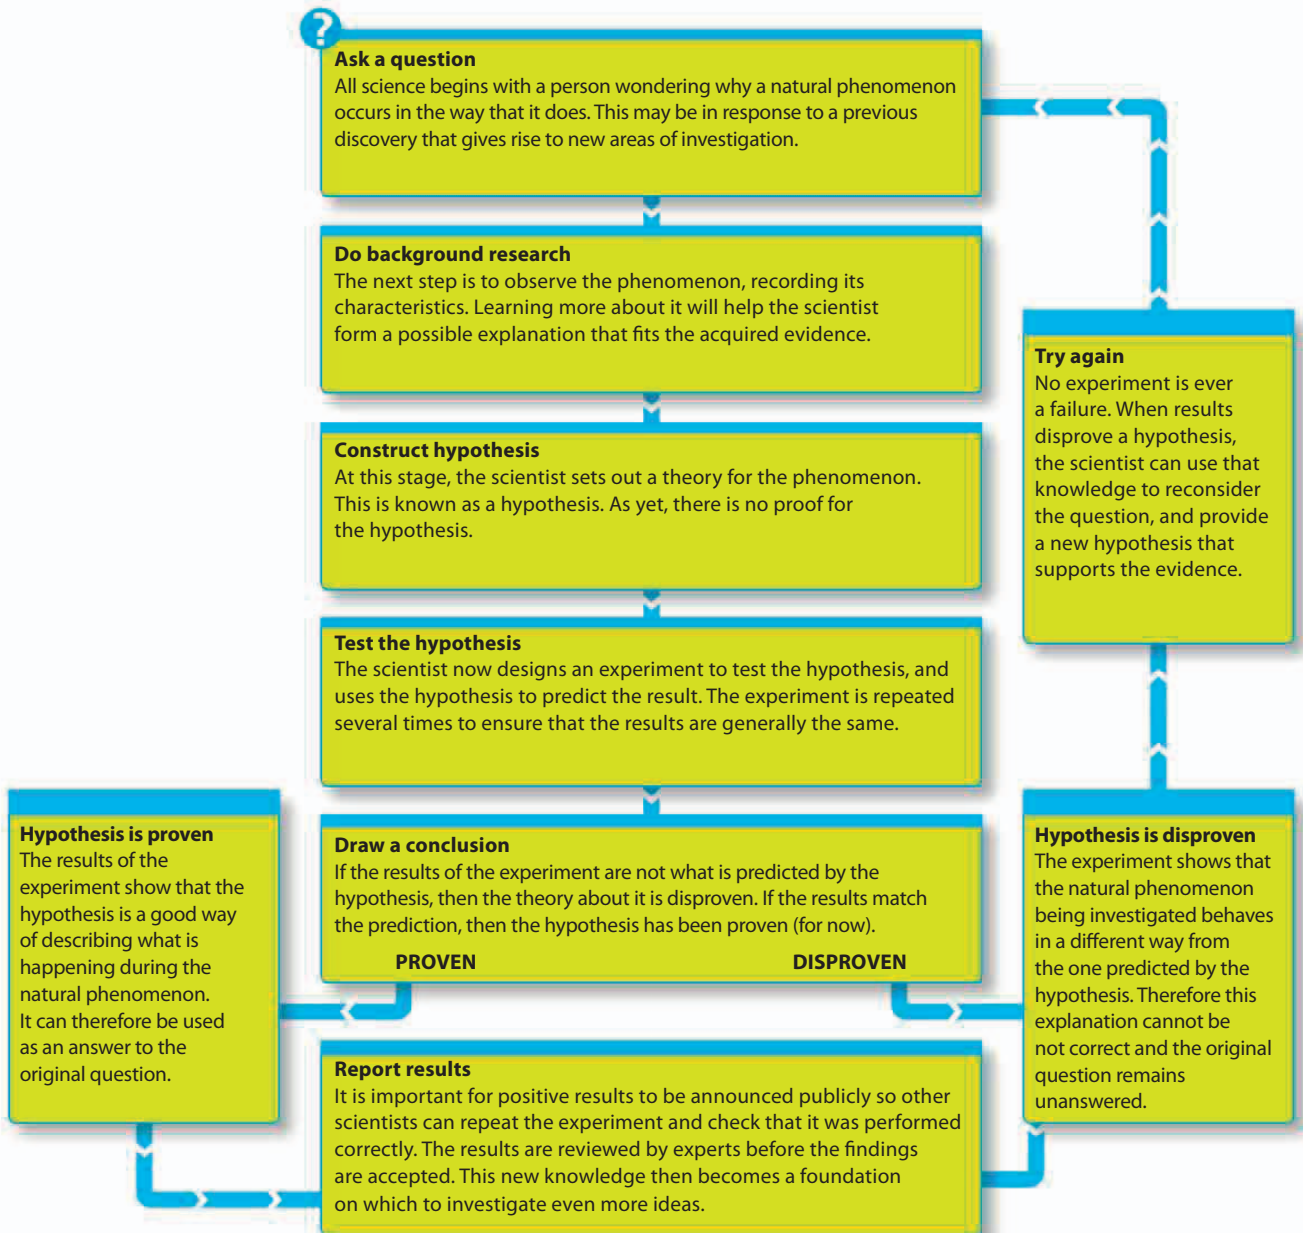 ?
Ask a question
All science begins with a person wondering why a natural phenomenon
occurs in the way that it does. This may be in response to a previous
discovery that gives rise to new areas of investigation.
Do background research
The next step is to observe the phenomenon, recording its
characteristics. Learning more about it will help the scientist
form a possible explanation that fits the acquired evidence.
Construct hypothesis
At this stage, the scientist sets out a theory for the phenomenon.
This is known as a hypothesis. As yet, there is no proof for
the hypothesis.
Test the hypothesis
The scientist now designs an experiment to test the hypothesis, and
uses the hypothesis to predict the result. The experiment is repeated
several times to ensure that the results are generally the same.
Draw a conclusion
If the results of the experiment are not what is predicted by the
hypothesis, then the theory about it is disproven. If the results match
the prediction, then the hypothesis has been proven (for now).
PROVEN
DISPROVEN
Hypothesis is proven
The results of the
experiment show that the
hypothesis is a good way
of describing what is
happening during the
natural phenomenon.
It can therefore be used
as an answer to the
original question.
Hypothesis is disproven
The experiment shows that
the natural phenomenon
being investigated behaves
in a different way from
the one predicted by the
hypothesis. Therefore this
explanation cannot be
not correct and the original
question remains
unanswered.
Try again
No experiment is ever
a failure. When results
disprove a hypothesis,
the scientist can use that
knowledge to reconsider
the question, and provide
a new hypothesis that
supports the evidence.
Report results
It is important for positive results to be announced publicly so other
scientists can repeat the experiment and check that it was performed
correctly. The results are reviewed by experts before the findings
are accepted. This new knowledge then becomes a foundation
on which to investigate even more ideas.